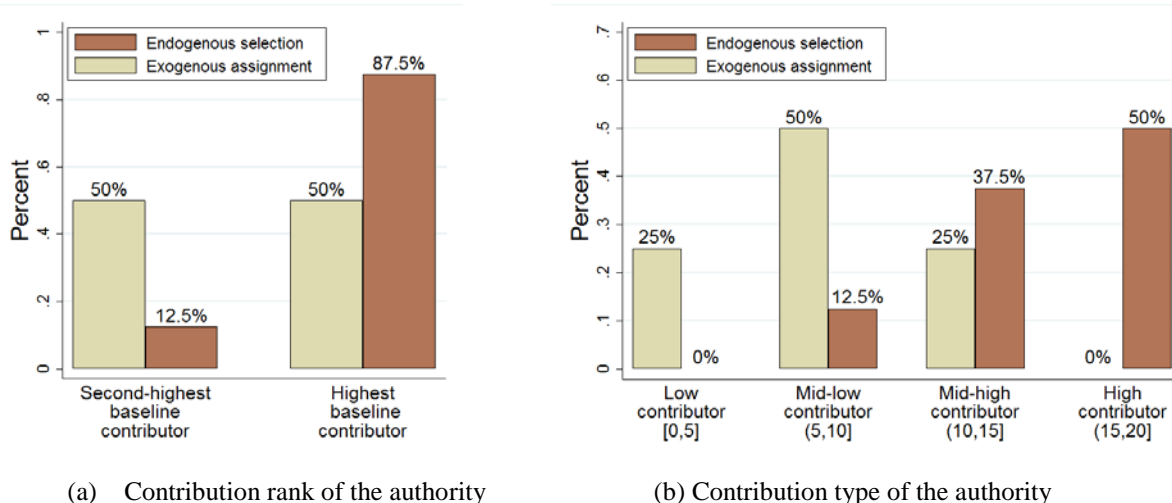 Percent
1
.8
.6
.4
.2
0
Endogenous selection
Exogenous assignment
50%
12.5%
50%
87.5%
Second-highest
baseline
contributor
Highest
baseline
contributor
(a) Contribution rank of the authority
Percent
.7
.6
.5
.4
.3
.2
.1
0
Endogenous selection
Exogenous assignment
25%
0%
50%
12.5%
25%
37.5%
0%
50%
Low
contributor
[0,5]
Mid-low
contributor
(5,10]
Mid-high
contributor
(10,15]
High
contributor
(15,20]
(b) Contribution type of the authority